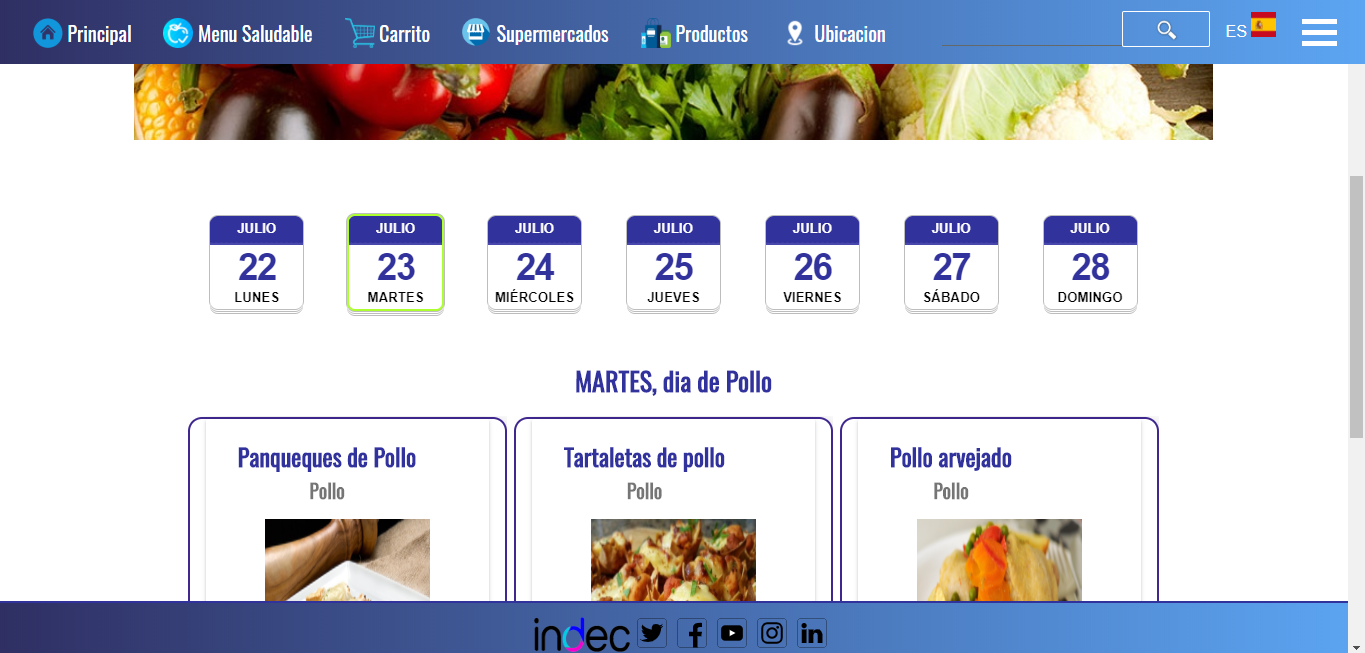 Principal Menu Saludable Carrito Supermercados Productos Ubicacion ES
JULIO JULIO JULIO JULIO JULIO JULIO JULIO
22 23 24 25 26 27 28
LUNES MARTES MIÉRCOLES JUEVES VIERNES SÁBADO DOMINGO
MARTES, dia de Pollo
Panqueques de Pollo Tartaletas de pollo Pollo arvejado
Pollo Pollo Pollo
indec